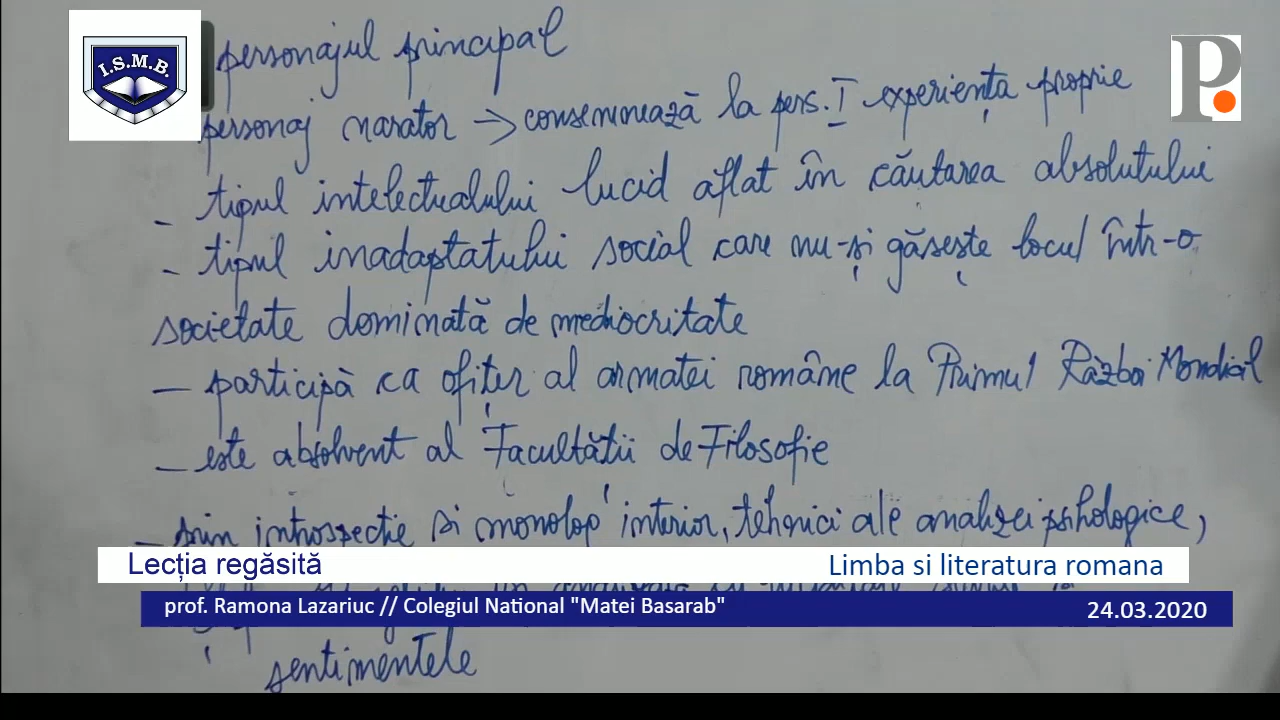 I.S.M.B.
P.
personajul principal
personaj narator → consemnează la pers. I experiența proprie
- tipul intelectualului lucid aflat în căutarea absolutului
- tipul inadaptatului social care nu-și găsește locul într-o
societate dominată de mediocritate
- participă ca ofițer al armatei române la Primul Război Mondial
- este absolvent al Facultății de Filosofie
- prin introspecție și monolog interior, tehnici ale analizei psihologice,
Lecția regăsită
Limba si literatura romana
prof. Ramona Lazariuc // Colegiul National "Matei Basarab"
24.03.2020
sentimentele